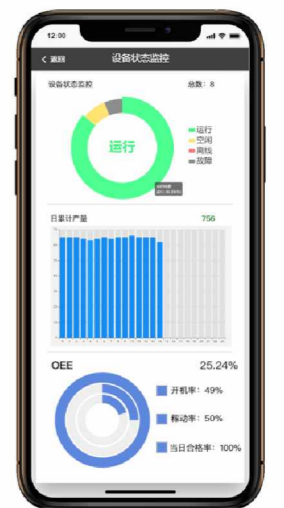 12:00
返回 设备状态监控
设备状态监控 总数：8
运行
运行
空闲
离线
故障
日累计产量 756
OEE 25.24%
开机率：49%
稼动率：50%
当日合格率：100%